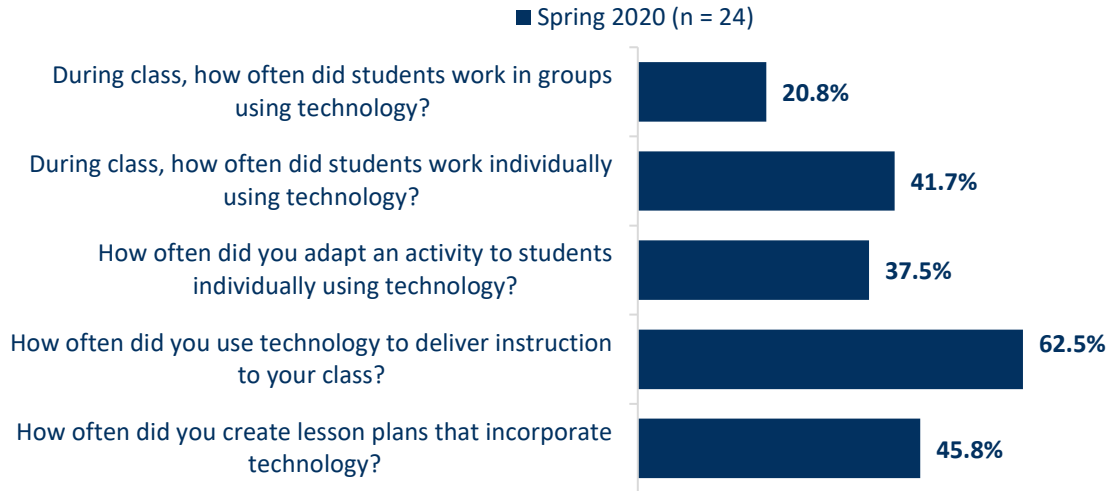 Spring 2020 (n = 24)
During class, how often did students work in groups
using technology?
20.8%
During class, how often did students work individually
using technology?
41.7%
How often did you adapt an activity to students
individually using technology?
37.5%
How often did you use technology to deliver instruction
to your class?
62.5%
How often did you create lesson plans that incorporate
technology?
45.8%